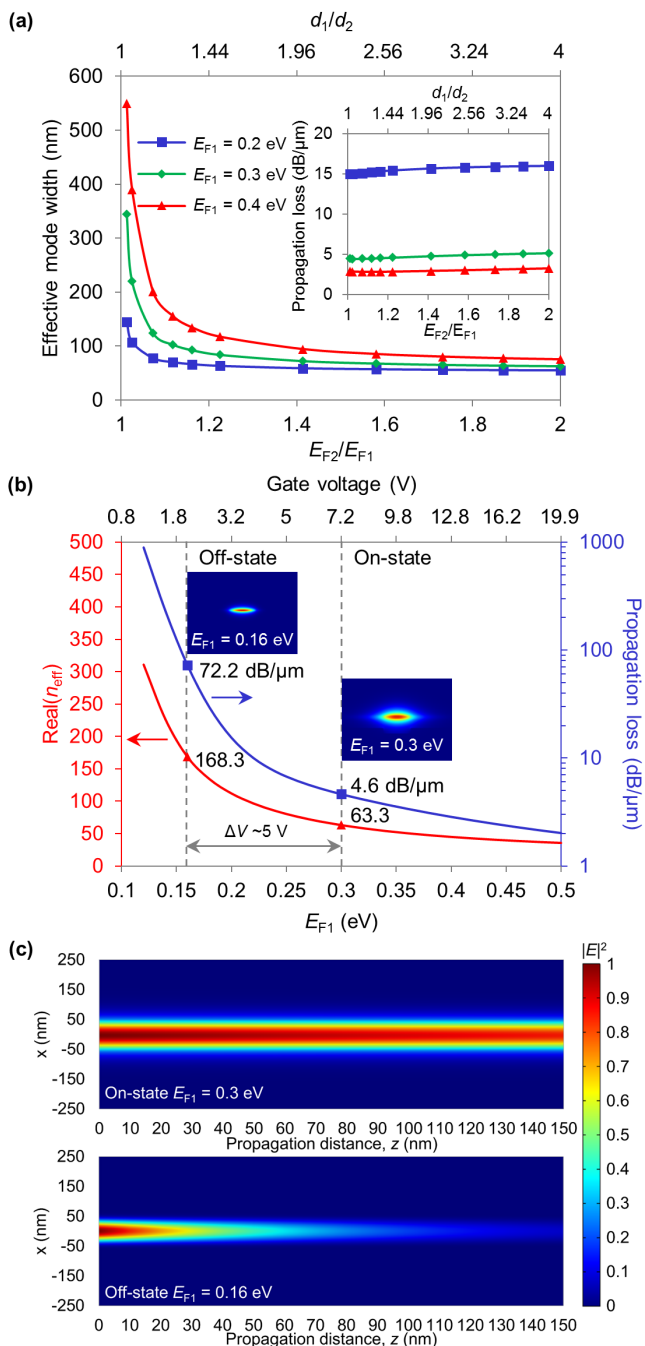 (a)
d1/d2
1 1.44 1.96 2.56 3.24 4
600
500
400
300
200
100
0
Effective mode width (nm)
EF1 = 0.2 eV
EF1 = 0.3 eV
EF1 = 0.4 eV
d1/d2
1 1.44 1.96 2.56 3.24 4
20
15
10
5
0
Propagation loss (dB/μm)
1 1.2 1.4 1.6 1.8 2
EF2/EF1
1 1.2 1.4 1.6 1.8 2
EF2/EF1
(b)
Gate voltage (V)
0.8 1.8 3.2 5 7.2 9.8 12.8 16.2 19.9
500
450
400
350
300
250
200
150
100
50
0
Real(neff)
Off-state
On-state
EF1 = 0.16 eV
72.2 dB/μm
EF1 = 0.3 eV
168.3
4.6 dB/μm
63.3
ΔV ~5 V
1000
100
10
1
Propagation loss (dB/μm)
0.1 0.15 0.2 0.25 0.3 0.35 0.4 0.45 0.5
EF1 (eV)
(c)
250
150
50
-50
-150
-250
x (nm)
On-state EF1 = 0.3 eV
0 10 20 30 40 50 60 70 80 90 100 110 120 130 140 150
Propagation distance, z (nm)
250
150
50
-50
-150
-250
x (nm)
Off-state EF1 = 0.16 eV
0 10 20 30 40 50 60 70 80 90 100 110 120 130 140 150
Propagation distance, z (nm)
|E|²
1
0.9
0.8
0.7
0.6
0.5
0.4
0.3
0.2
0.1
0